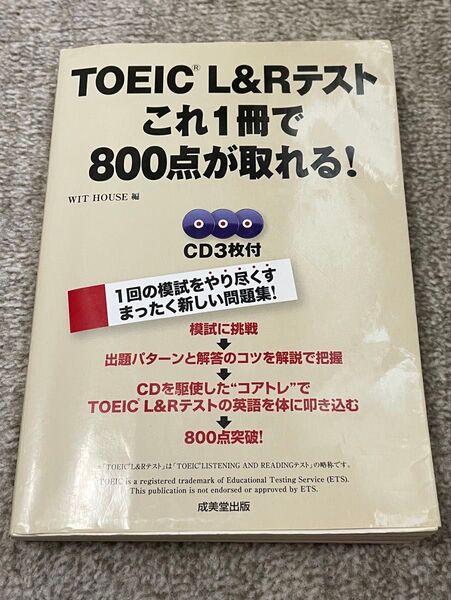 TOEIC® L&Rテスト
これ1冊で
800点が取れる!
WIT HOUSE 編
CD3枚付
1回の模試をやり尽くす
まったく新しい問題集!
模試に挑戦
出題パターンと解答のコツを解説で把握
CDを駆使した“コアトレ”で
TOEIC® L&Rテストの英語を体に叩き込む
800点突破!
*「TOEIC®L&Rテスト」は「TOEIC®LISTENING AND READINGテスト」の略称です。
TOEIC is a registered trademark of Educational Testing Service (ETS).
This publication is not endorsed or approved by ETS.
成美堂出版